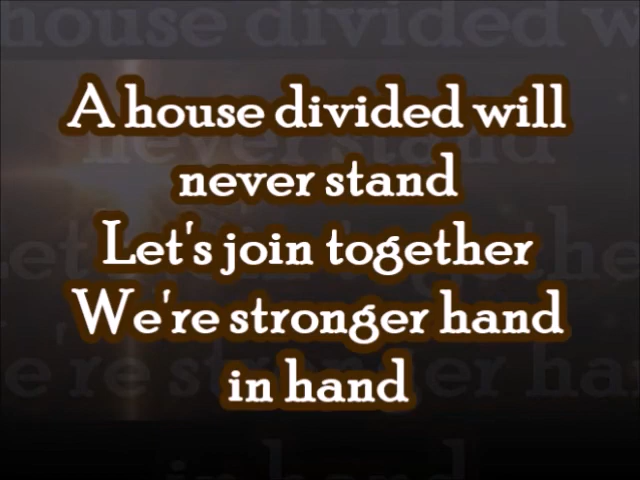 A house divided will
never stand
Let's join together
We're stronger hand
in hand